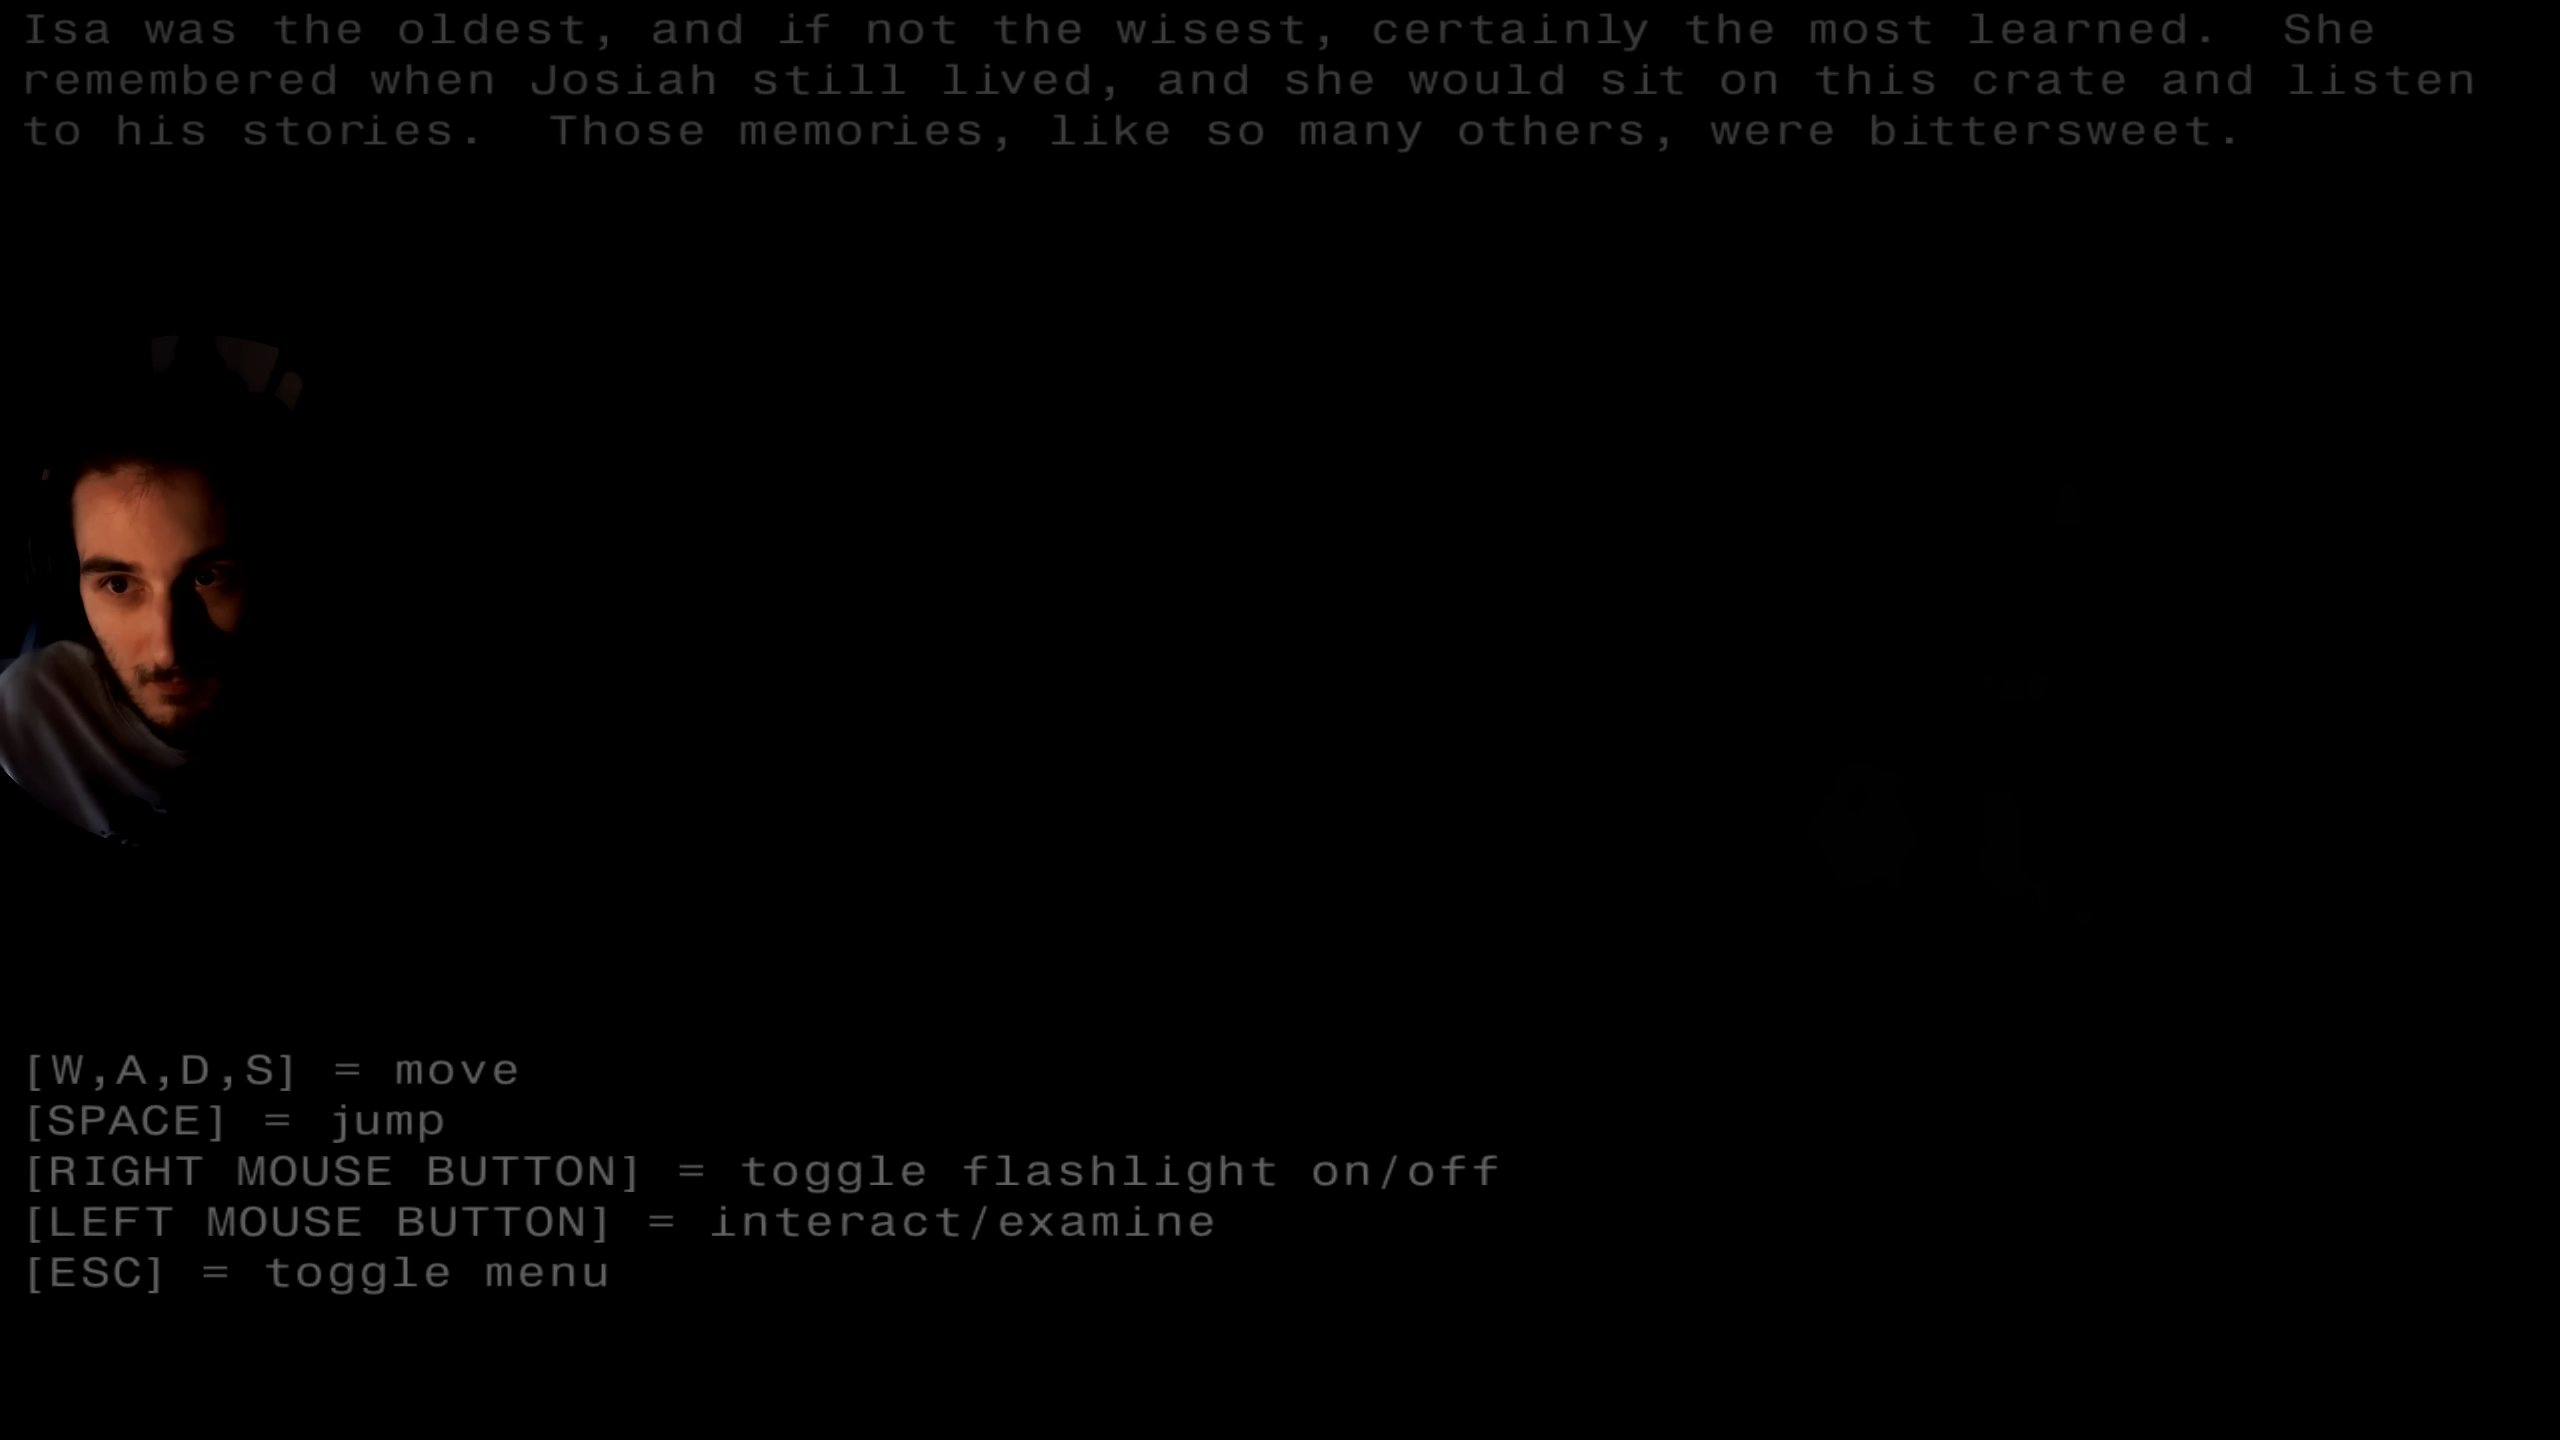 Isa was the oldest, and if not the wisest, certainly the most learned.  She
remembered when Josiah still lived, and she would sit on this crate and listen
to his stories.  Those memories, like so many others, were bittersweet.
[W,A,D,S] = move
[SPACE] = jump
[RIGHT MOUSE BUTTON] = toggle flashlight on/off
[LEFT MOUSE BUTTON] = interact/examine
[ESC] = toggle menu